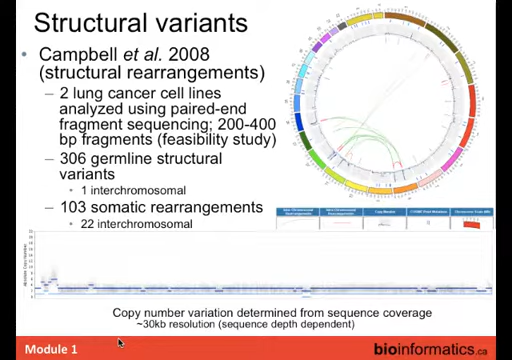 Structural variants
• Campbell et al. 2008
(structural rearrangements)
– 2 lung cancer cell lines
analyzed using paired-end
fragment sequencing; 200-400
bp fragments (feasibility study)
– 306 germline structural
variants
• 1 interchromosomal
– 103 somatic rearrangements
• 22 interchromosomal
Copy number variation determined from sequence coverage
~30kb resolution (sequence depth dependent)
Module 1
bioinformatics.ca